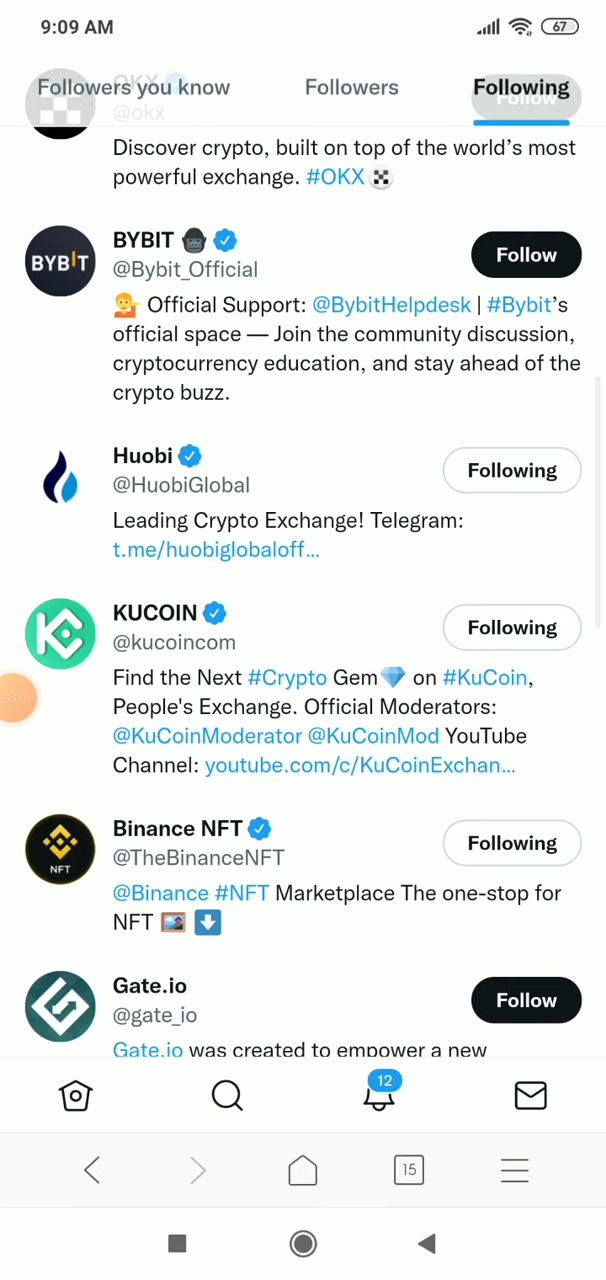 9:09 AM
67
OKX
Followers you know
Followers
Following
Follow
@okx
Discover crypto, built on top of the world’s most
powerful exchange. #OKX
BYBIT
BYBIT
Follow
@Bybit_Official
Official Support: @BybitHelpdesk | #Bybit’s
official space — Join the community discussion,
cryptocurrency education, and stay ahead of the
crypto buzz.
Huobi
Following
@HuobiGlobal
Leading Crypto Exchange! Telegram:
t.me/huobiglobaloff...
KUCOIN
Following
@kucoincom
Find the Next #Crypto Gem💎 on #KuCoin,
People's Exchange. Official Moderators:
@KuCoinModerator @KuCoinMod YouTube
Channel: youtube.com/c/KuCoinExchan...
Binance NFT
Following
NFT
@TheBinanceNFT
@Binance #NFT Marketplace The one-stop for
NFT 🖼️ ⬇️
Gate.io
Follow
@gate_io
Gate.io was created to empower a new
12
15